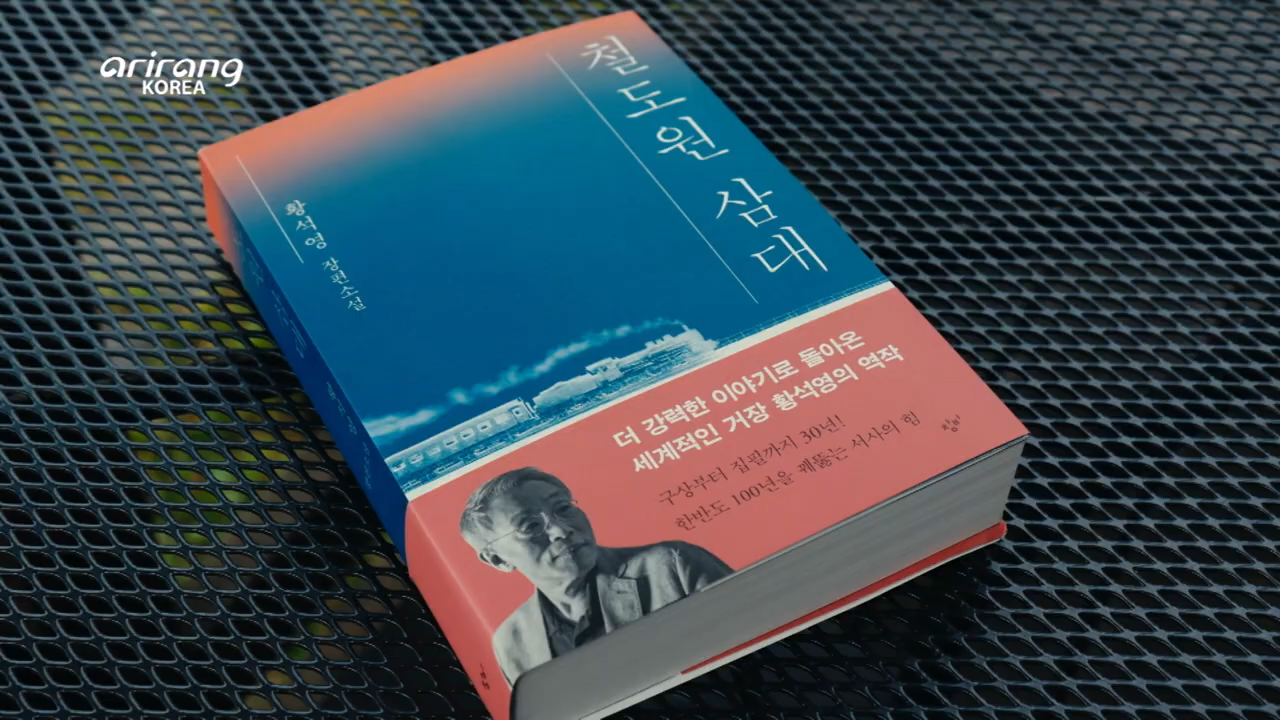 arirang
KOREA
철도원 삼대
황석영 장편소설
더 강력한 이야기로 돌아온
세계적인 거장 황석영의 역작
구상부터 집필까지 30년!
한반도 100년을 꿰뚫는 서사의 힘
창비